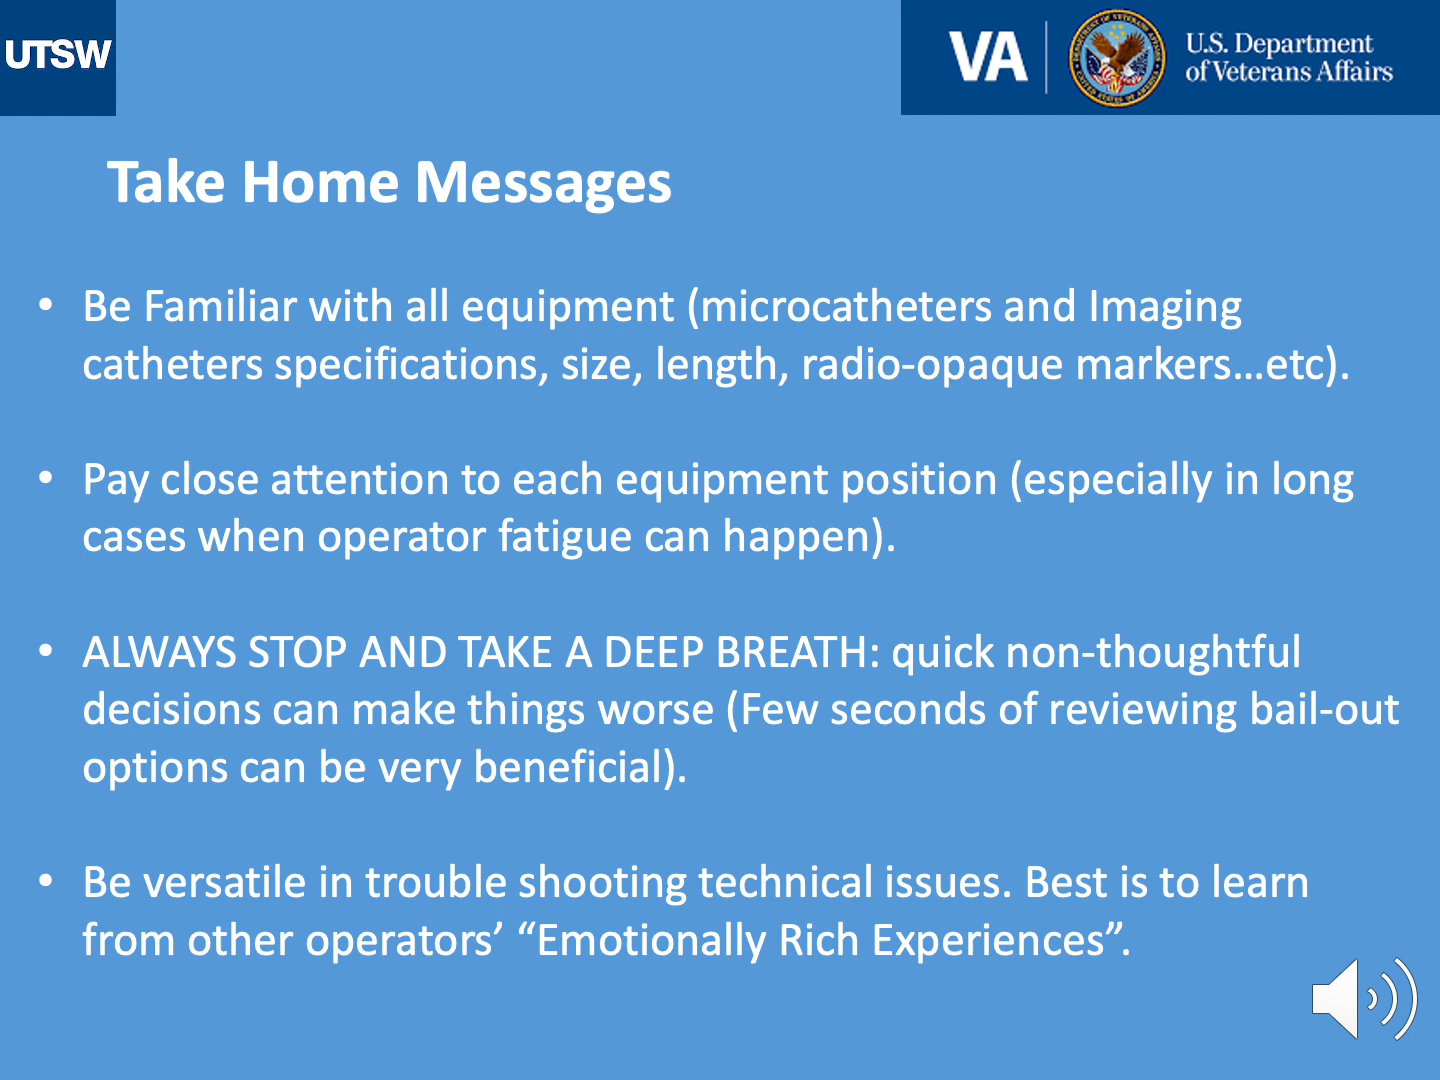 UTSW
VA
U.S. Department
of Veterans Affairs
Take Home Messages
• Be Familiar with all equipment (microcatheters and Imaging
catheters specifications, size, length, radio-opaque markers...etc).
• Pay close attention to each equipment position (especially in long
cases when operator fatigue can happen).
• ALWAYS STOP AND TAKE A DEEP BREATH: quick non-thoughtful
decisions can make things worse (Few seconds of reviewing bail-out
options can be very beneficial).
• Be versatile in trouble shooting technical issues. Best is to learn
from other operators’ “Emotionally Rich Experiences”.